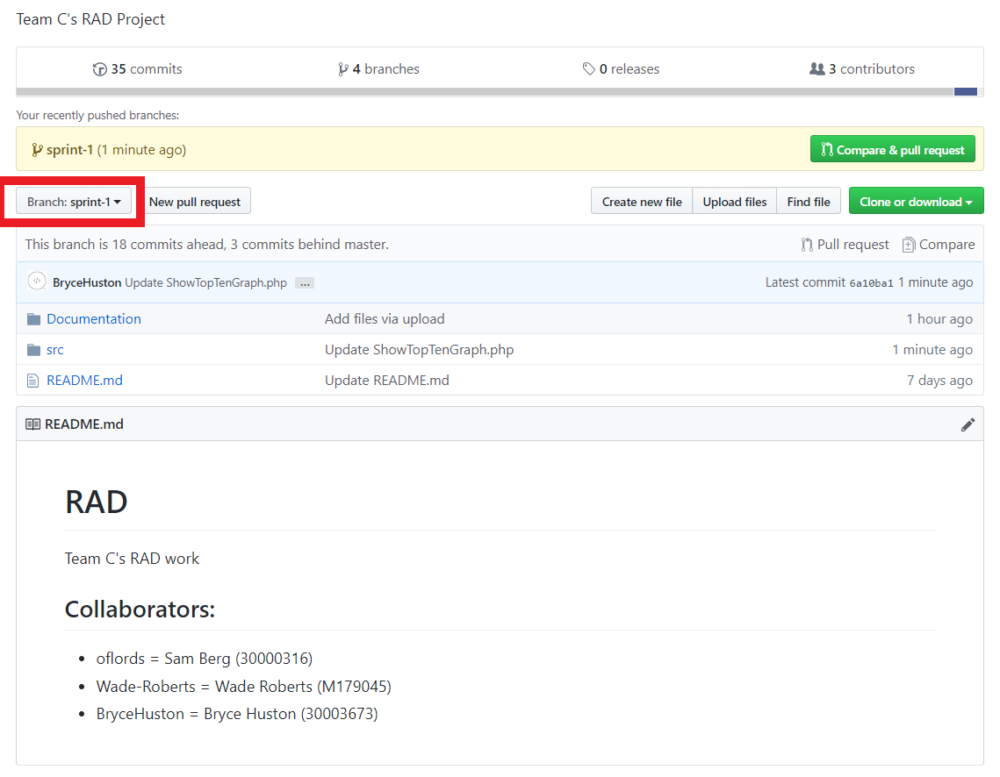 Team C's RAD Project
35 commits 4 branches 0 releases 3 contributors
Your recently pushed branches:
sprint-1 (1 minute ago) Compare & pull request
Branch: sprint-1 New pull request Create new file Upload files Find file Clone or download
This branch is 18 commits ahead, 3 commits behind master. Pull request Compare
BryceHuston Update ShowTopTenGraph.php ... Latest commit 6a10ba1 1 minute ago
Documentation Add files via upload 1 hour ago
src Update ShowTopTenGraph.php 1 minute ago
README.md Update README.md 7 days ago
README.md
RAD
Team C's RAD work
Collaborators:
• oflords = Sam Berg (30000316)
• Wade-Roberts = Wade Roberts (M179045)
• BryceHuston = Bryce Huston (30003673)